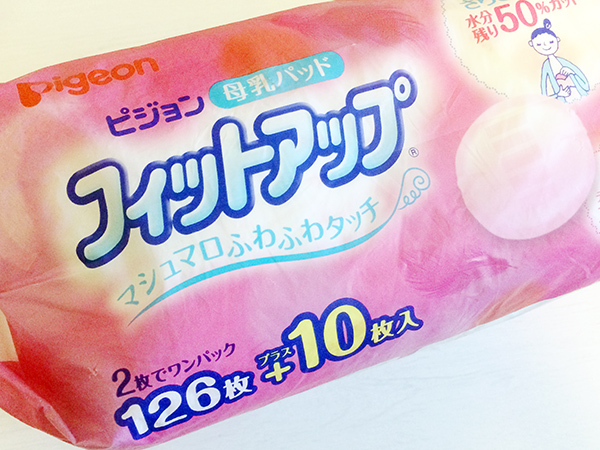 Pigeon
ピジョン 母乳パッド
フィットアップ®
マシュマロふわふわタッチ
2枚でワンパック
126枚プラス+10枚入
水分
残り50%カット